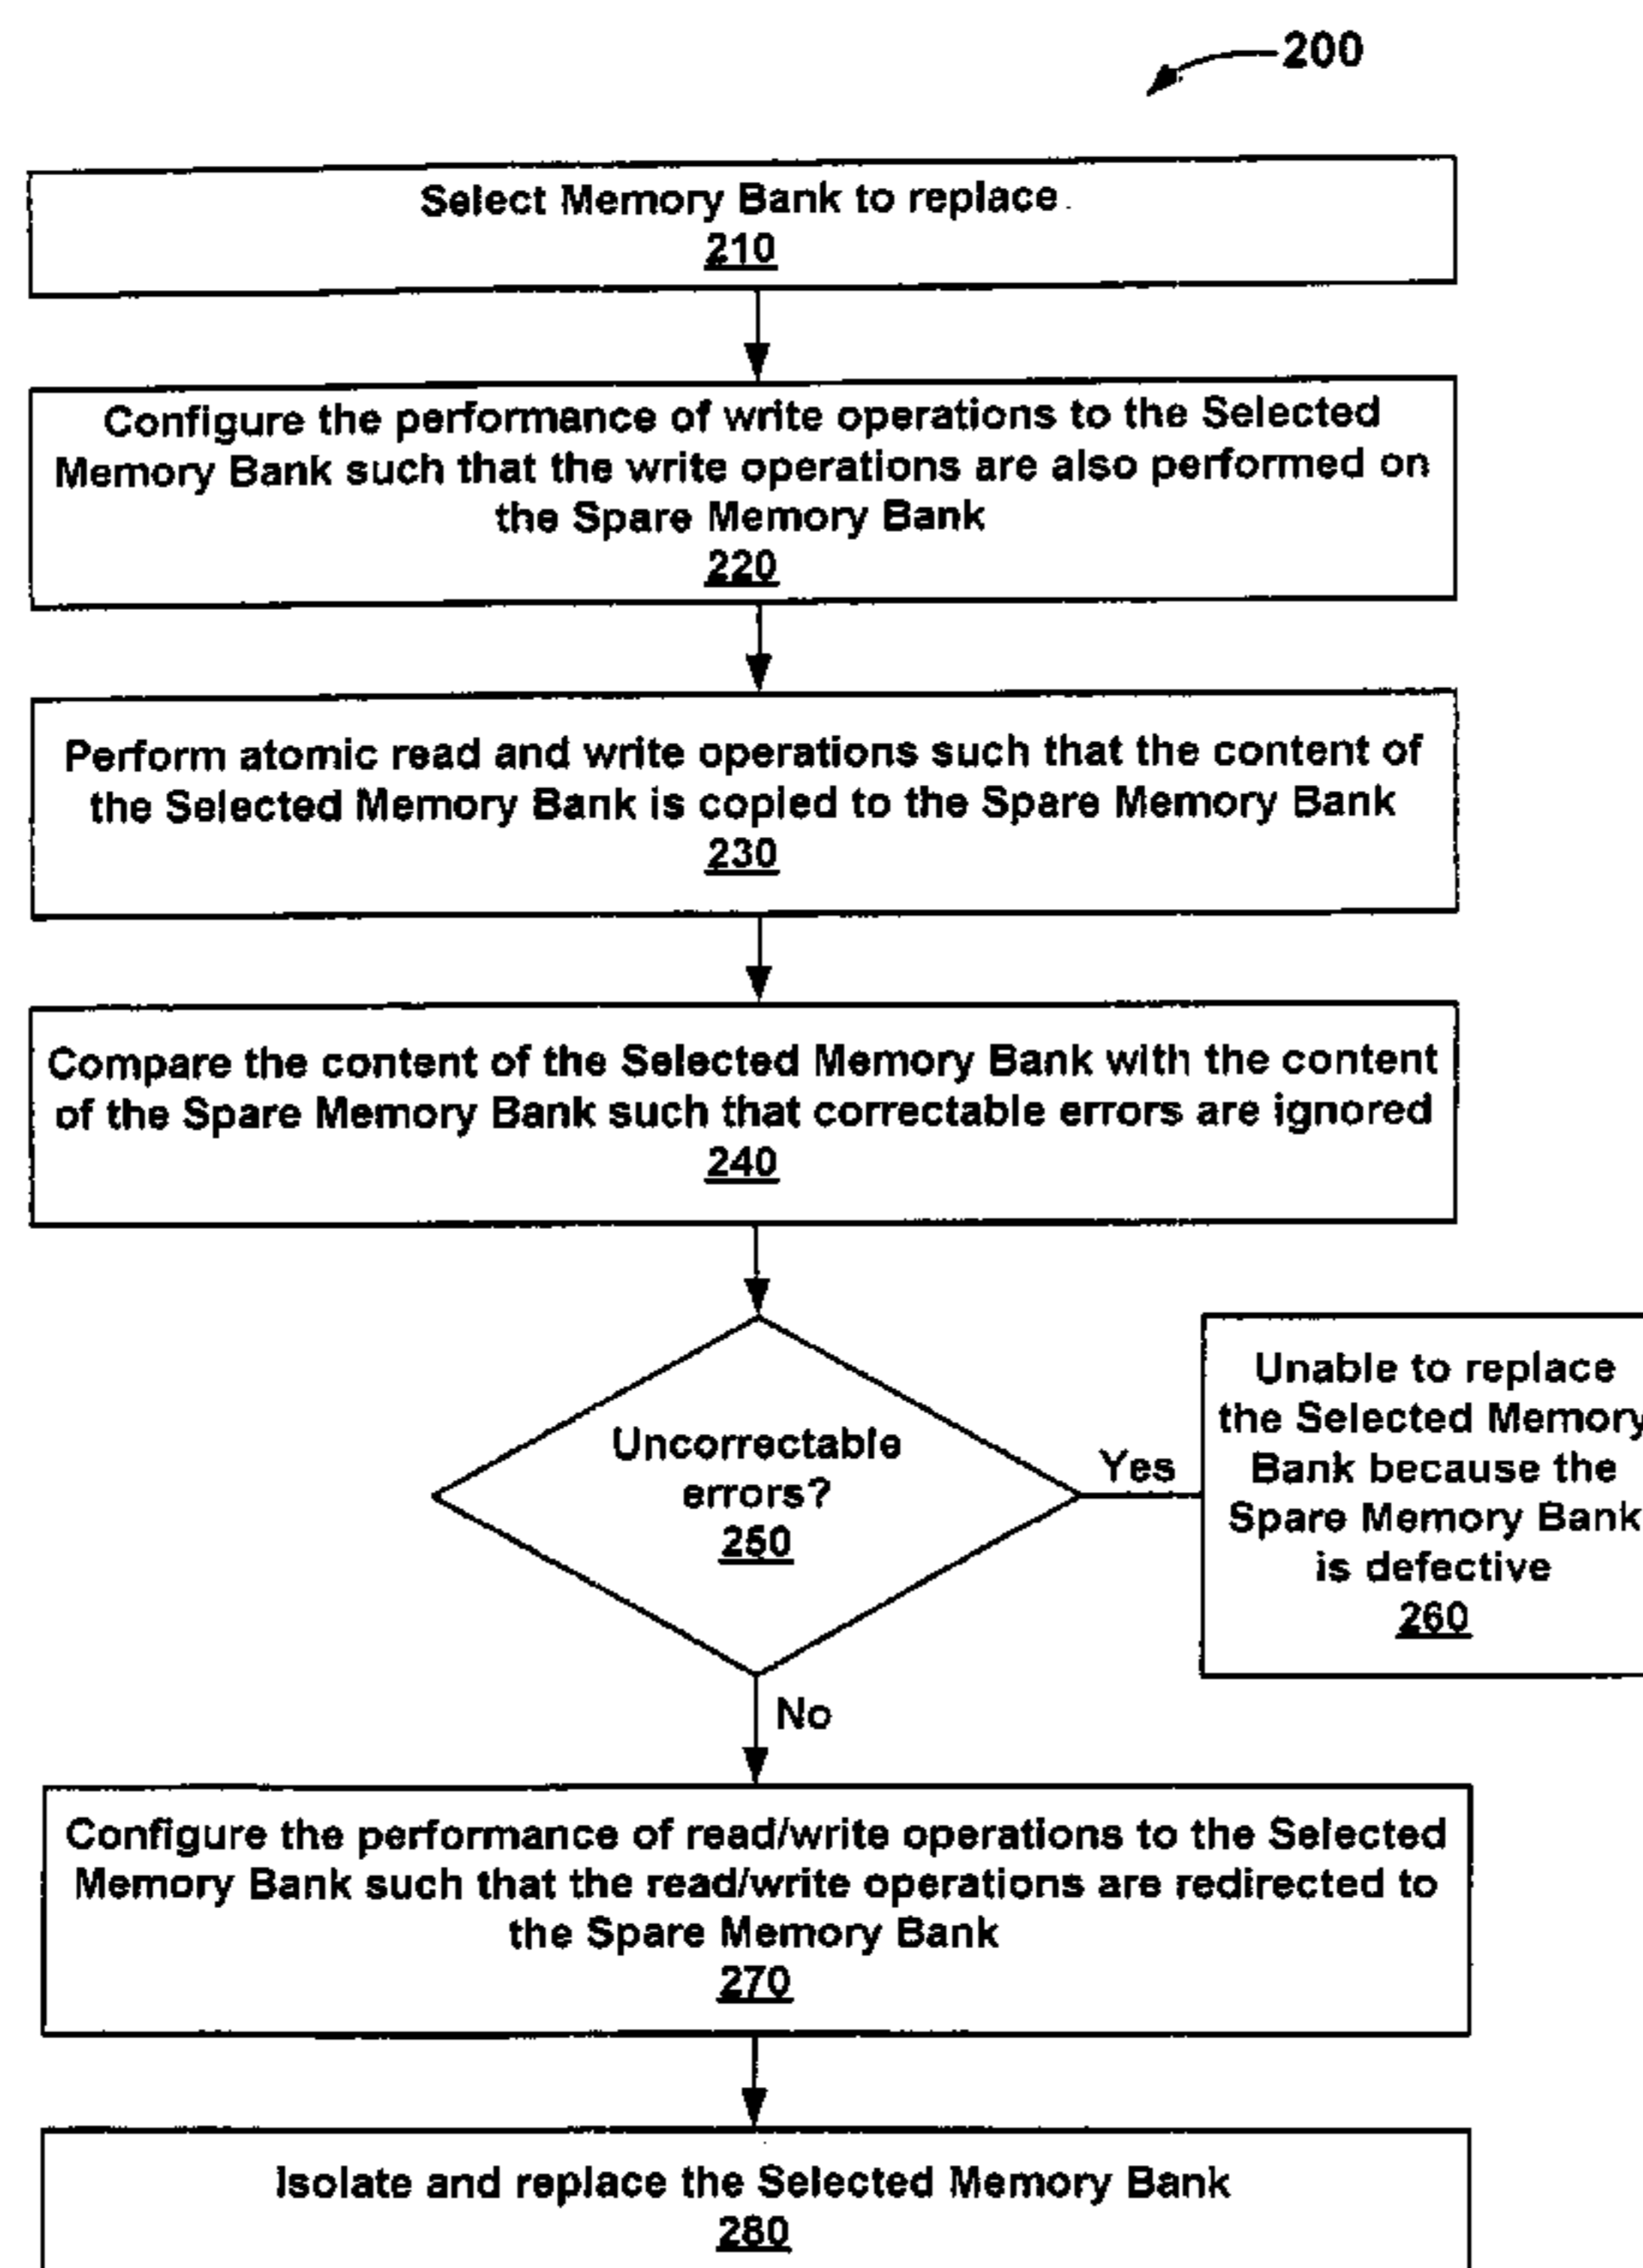 200
Select Memory Bank to replace
210
Configure the performance of write operations to the Selected
Memory Bank such that the write operations are also performed on
the Spare Memory Bank
220
Perform atomic read and write operations such that the content of
the Selected Memory Bank is copied to the Spare Memory Bank
230
Compare the content of the Selected Memory Bank with the content
of the Spare Memory Bank such that correctable errors are ignored
240
Uncorrectable
errors?
250
Yes
Unable to replace
the Selected Memory
Bank because the
Spare Memory Bank
is defective
260
No
Configure the performance of read/write operations to the Selected
Memory Bank such that the read/write operations are redirected to
the Spare Memory Bank
270
Isolate and replace the Selected Memory Bank
280